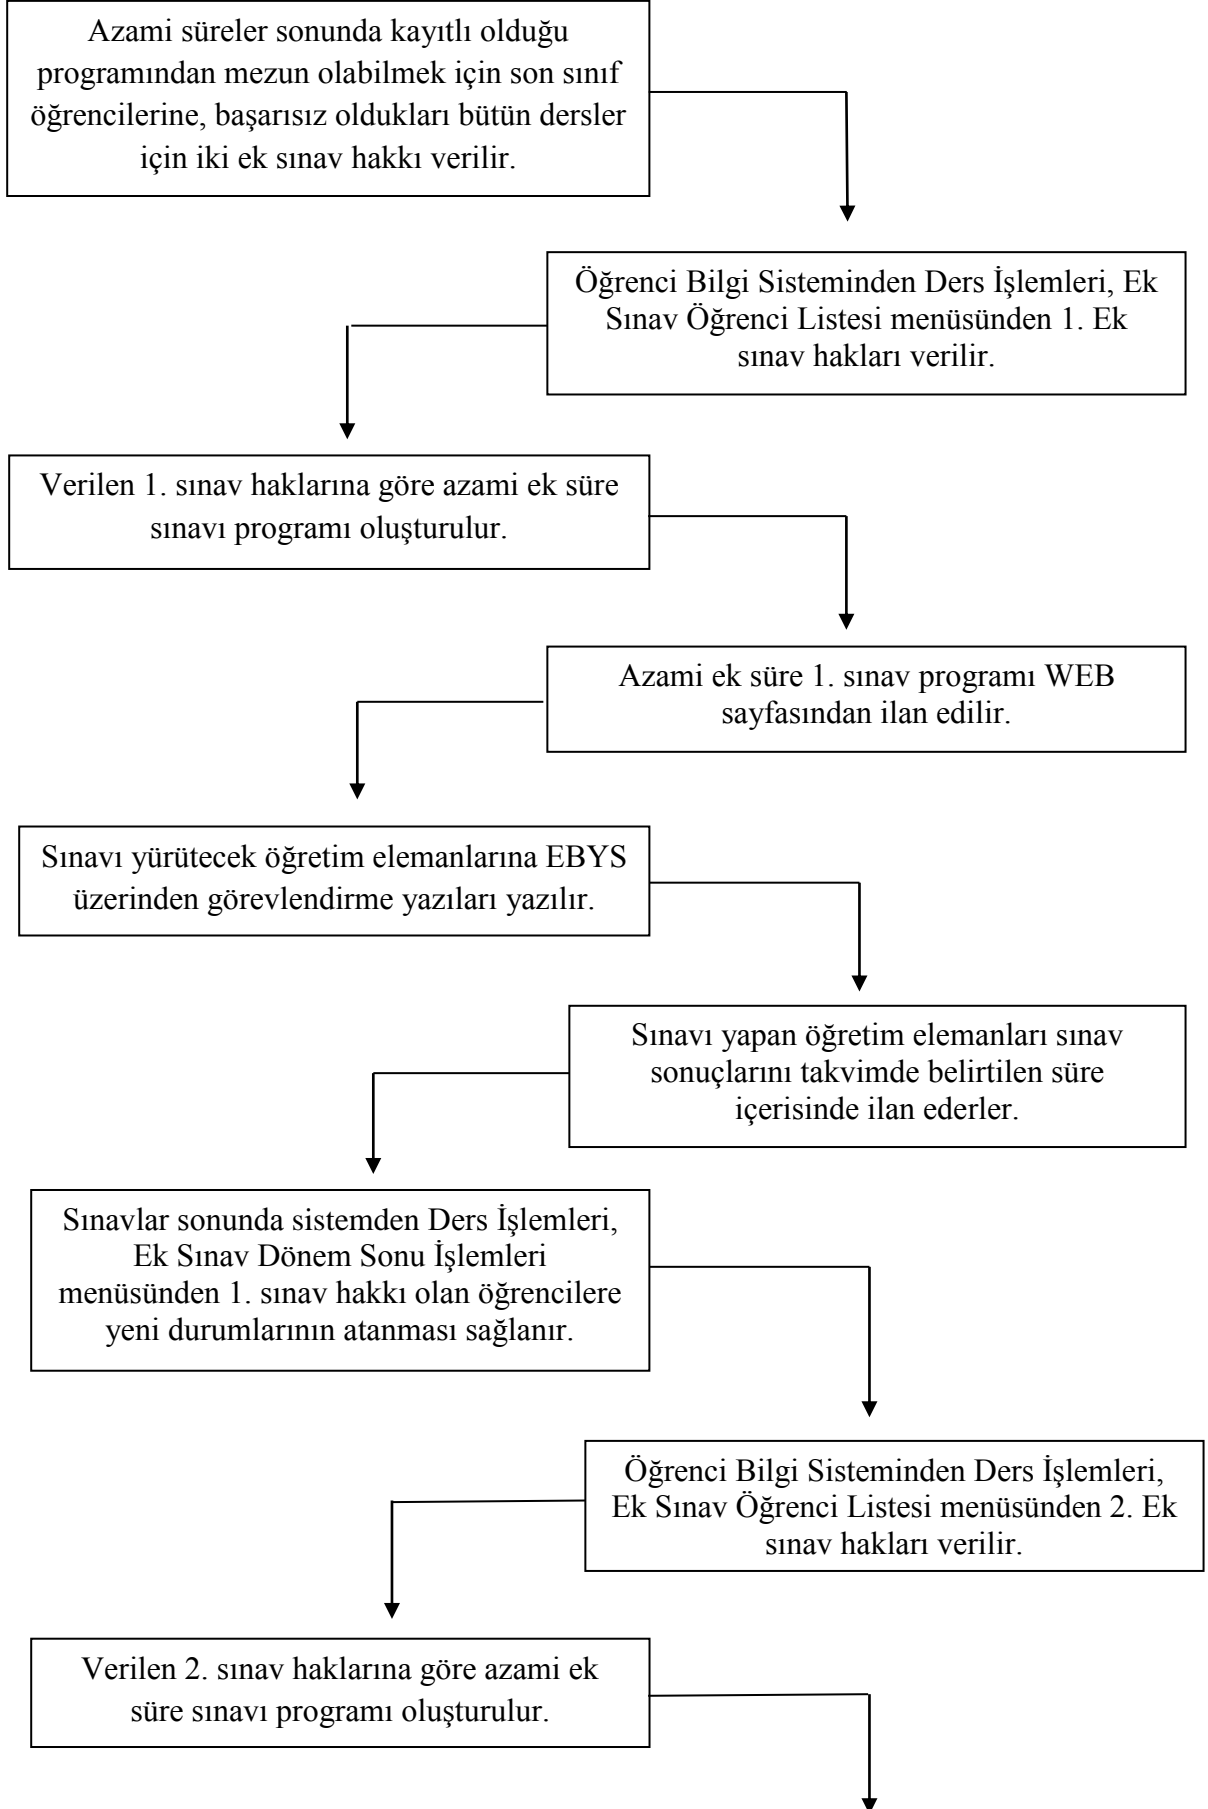 Azami süreler sonunda kayıtlı olduğu
programından mezun olabilmek için son sınıf
öğrencilerine, başarısız oldukları bütün dersler
için iki ek sınav hakkı verilir.
Öğrenci Bilgi Sisteminden Ders İşlemleri, Ek
Sınav Öğrenci Listesi menüsünden 1. Ek
sınav hakları verilir.
Verilen 1. sınav haklarına göre azami ek süre
sınavı programı oluşturulur.
Azami ek süre 1. sınav programı WEB
sayfasından ilan edilir.
Sınavı yürütecek öğretim elemanlarına EBYS
üzerinden görevlendirme yazıları yazılır.
Sınavı yapan öğretim elemanları sınav
sonuçlarını takvimde belirtilen süre
içerisinde ilan ederler.
Sınavlar sonunda sistemden Ders İşlemleri,
Ek Sınav Dönem Sonu İşlemleri
menüsünden 1. sınav hakkı olan öğrencilere
yeni durumlarının atanması sağlanır.
Öğrenci Bilgi Sisteminden Ders İşlemleri,
Ek Sınav Öğrenci Listesi menüsünden 2. Ek
sınav hakları verilir.
Verilen 2. sınav haklarına göre azami ek
süre sınavı programı oluşturulur.